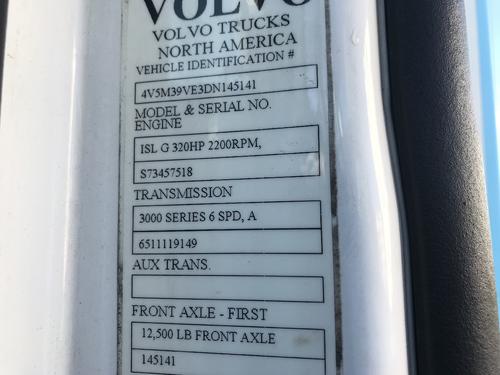 VOLVO
VOLVO TRUCKS
NORTH AMERICA
VEHICLE IDENTIFICATION #
4V5M39VE3DN145141
MODEL & SERIAL NO.
ENGINE
ISL G 320HP 2200RPM,
S73457518
TRANSMISSION
3000 SERIES 6 SPD, A
6511119149
AUX TRANS.
FRONT AXLE - FIRST
12,500 LB FRONT AXLE
145141